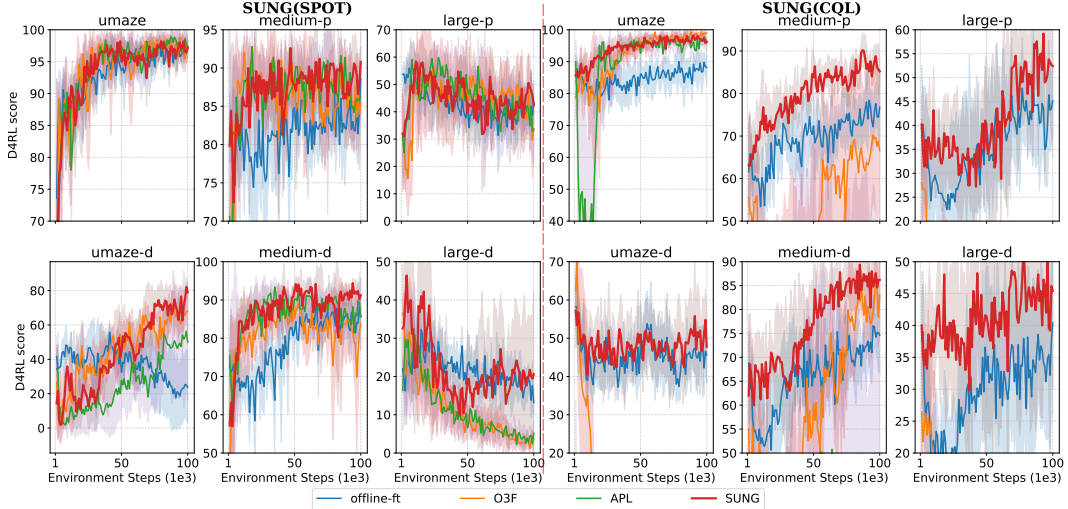 SUNG(SPOT) SUNG(CQL)
umaze medium-p large-p umaze medium-p large-p
D4RL score
100 95 90 85 80 75 70
95 90 85 80 75 70
70 60 50 40 30 20 10 0
100 90 80 70 60 50 40
90 80 70 60 50
60 55 50 45 40 35 30 25 20
umaze-d medium-d large-d umaze-d medium-d large-d
D4RL score
80 60 40 20 0
100 90 80 70 60 50
60 50 40 30 20 10 0
70 60 50 40 30 20
90 85 80 75 70 65 60 55 50
50 45 40 35 30 25 20
1 50 100 1 50 100 1 50 100 1 50 100 1 50 100 1 50 100
Environment Steps (1e3) Environment Steps (1e3) Environment Steps (1e3) Environment Steps (1e3) Environment Steps (1e3) Environment Steps (1e3)
offline-ft O3F APL SUNG